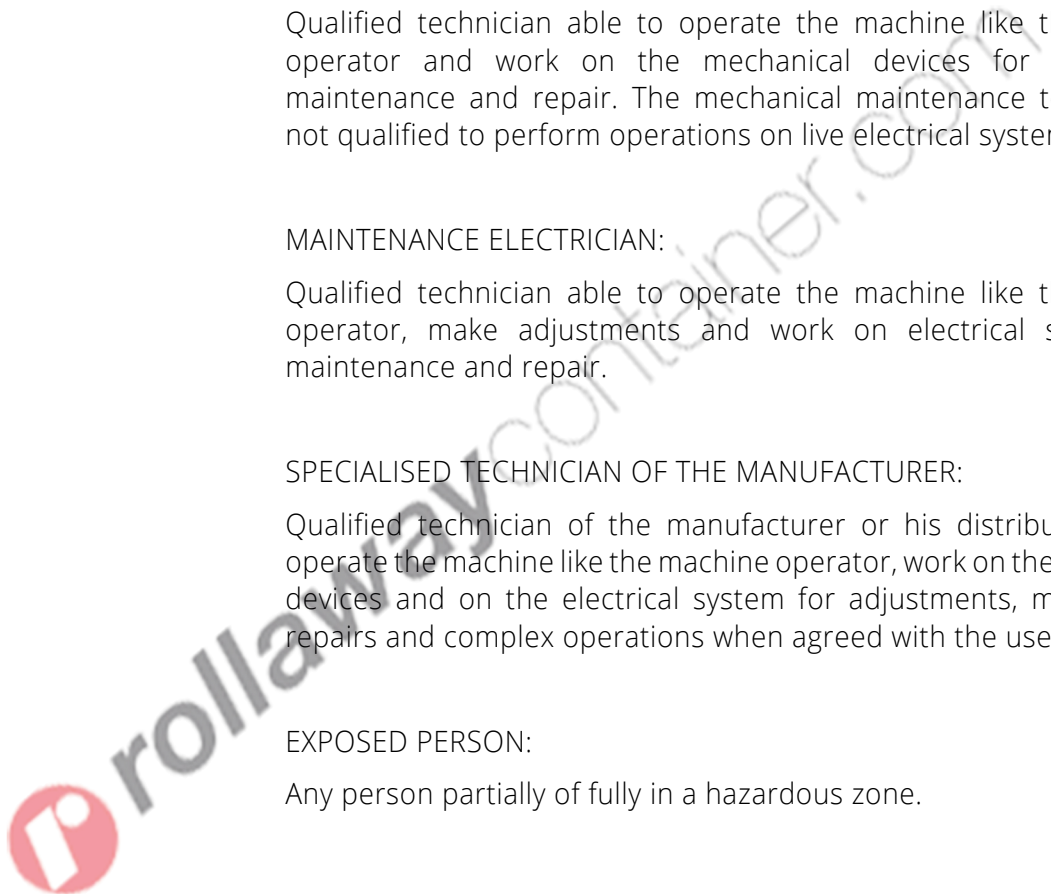 Qualified technician able to operate the machine like
operator and work on the mechanical devices for
maintenance and repair. The mechanical maintenance
not qualified to perform operations on live electrical
MAINTENANCE ELECTRICIAN:
Qualified technician able to operate the machine like
operator, make adjustments and work on electrical
maintenance and repair.
SPECIALISED TECHNICIAN OF THE MANUFACTURER:
Qualified technician of the manufacturer or his
operate the machine like the machine operator, work on the
devices and on the electrical system for adjustments,
repairs and complex operations when agreed with the
EXPOSED PERSON:
Any person partially of fully in a hazardous zone.
rollawaycontainer.com